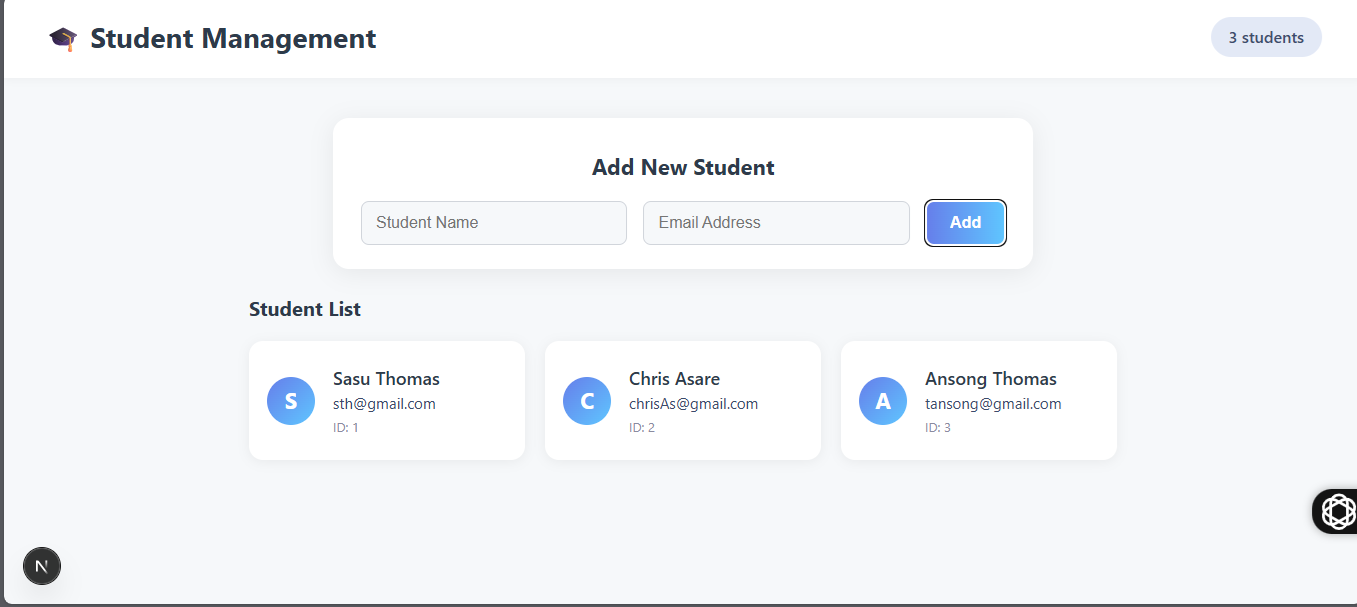 Student Management
3 students
Add New Student
Student Name
Email Address
Add
Student List
S
Sasu Thomas
sth@gmail.com
ID: 1
C
Chris Asare
chrisAs@gmail.com
ID: 2
A
Ansong Thomas
tansong@gmail.com
ID: 3
N